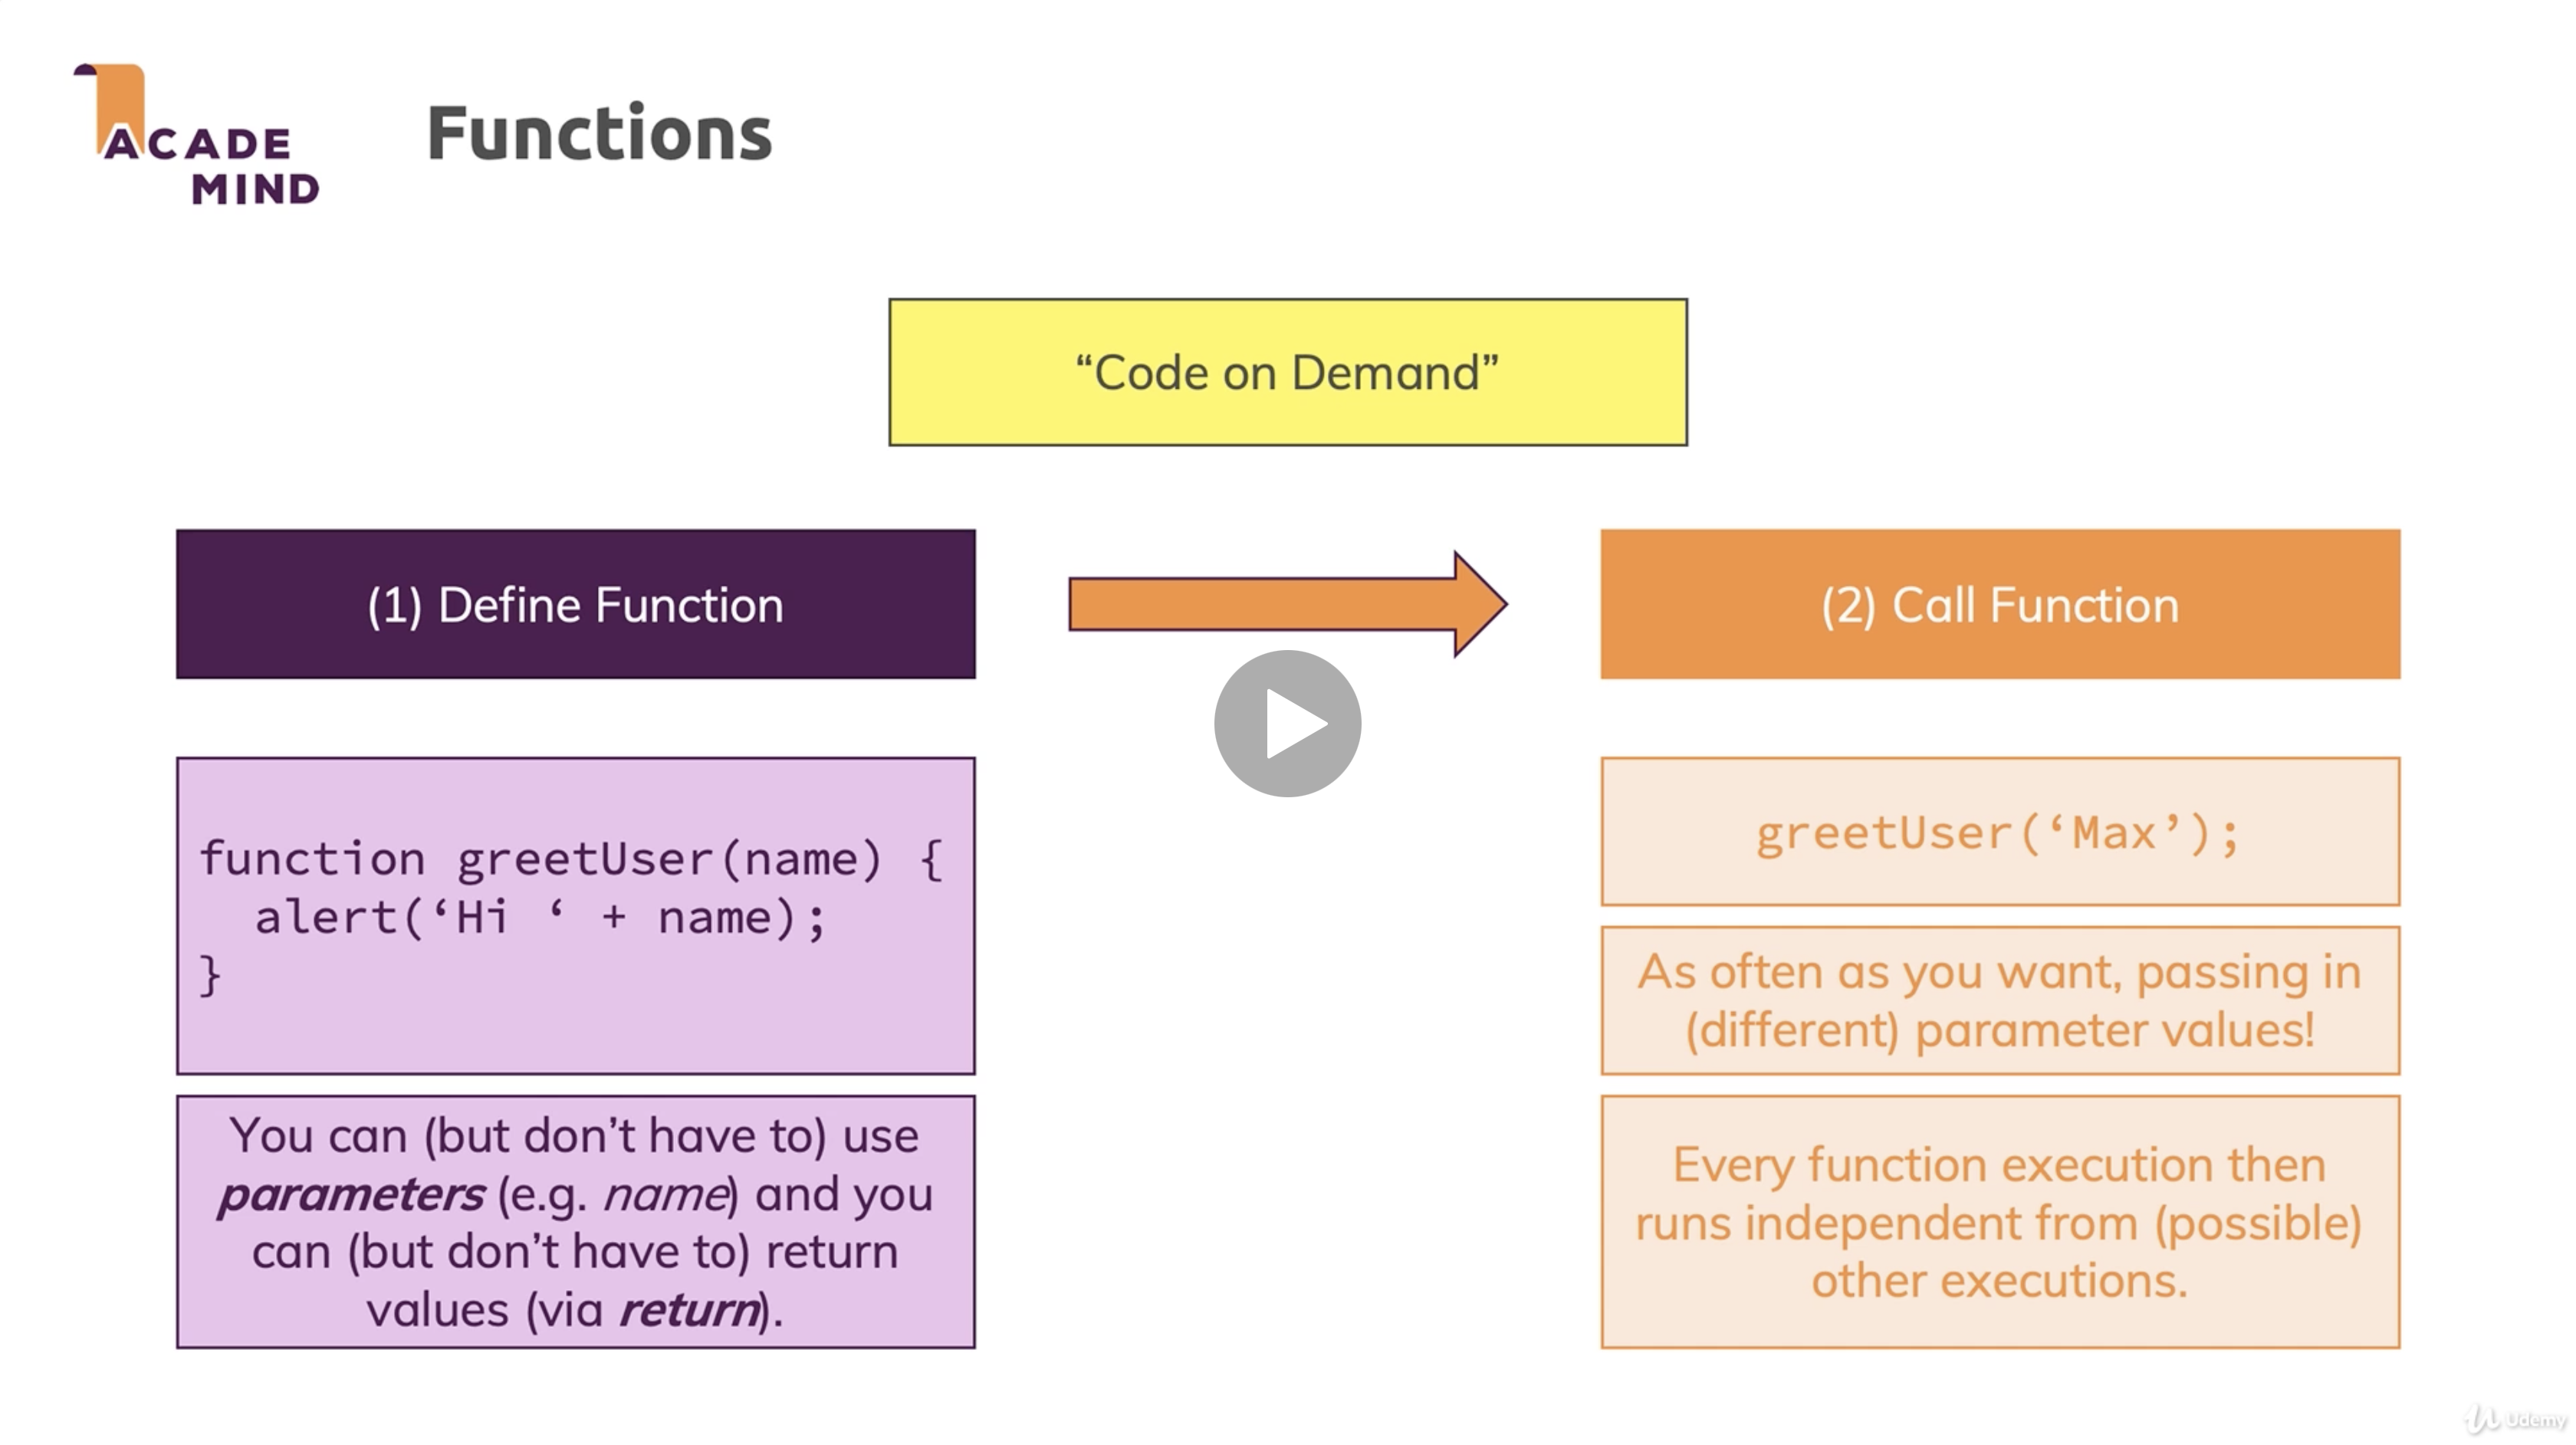 ACADE
MIND
Functions
“Code on Demand”
(1) Define Function
(2) Call Function
function greetUser(name) {
  alert(‘Hi ‘ + name);
}
You can (but don’t have to) use
parameters (e.g. name) and you
can (but don’t have to) return
values (via return).
greetUser(‘Max’);
As often as you want, passing in
(different) parameter values!
Every function execution then
runs independent from (possible)
other executions.
Udemy